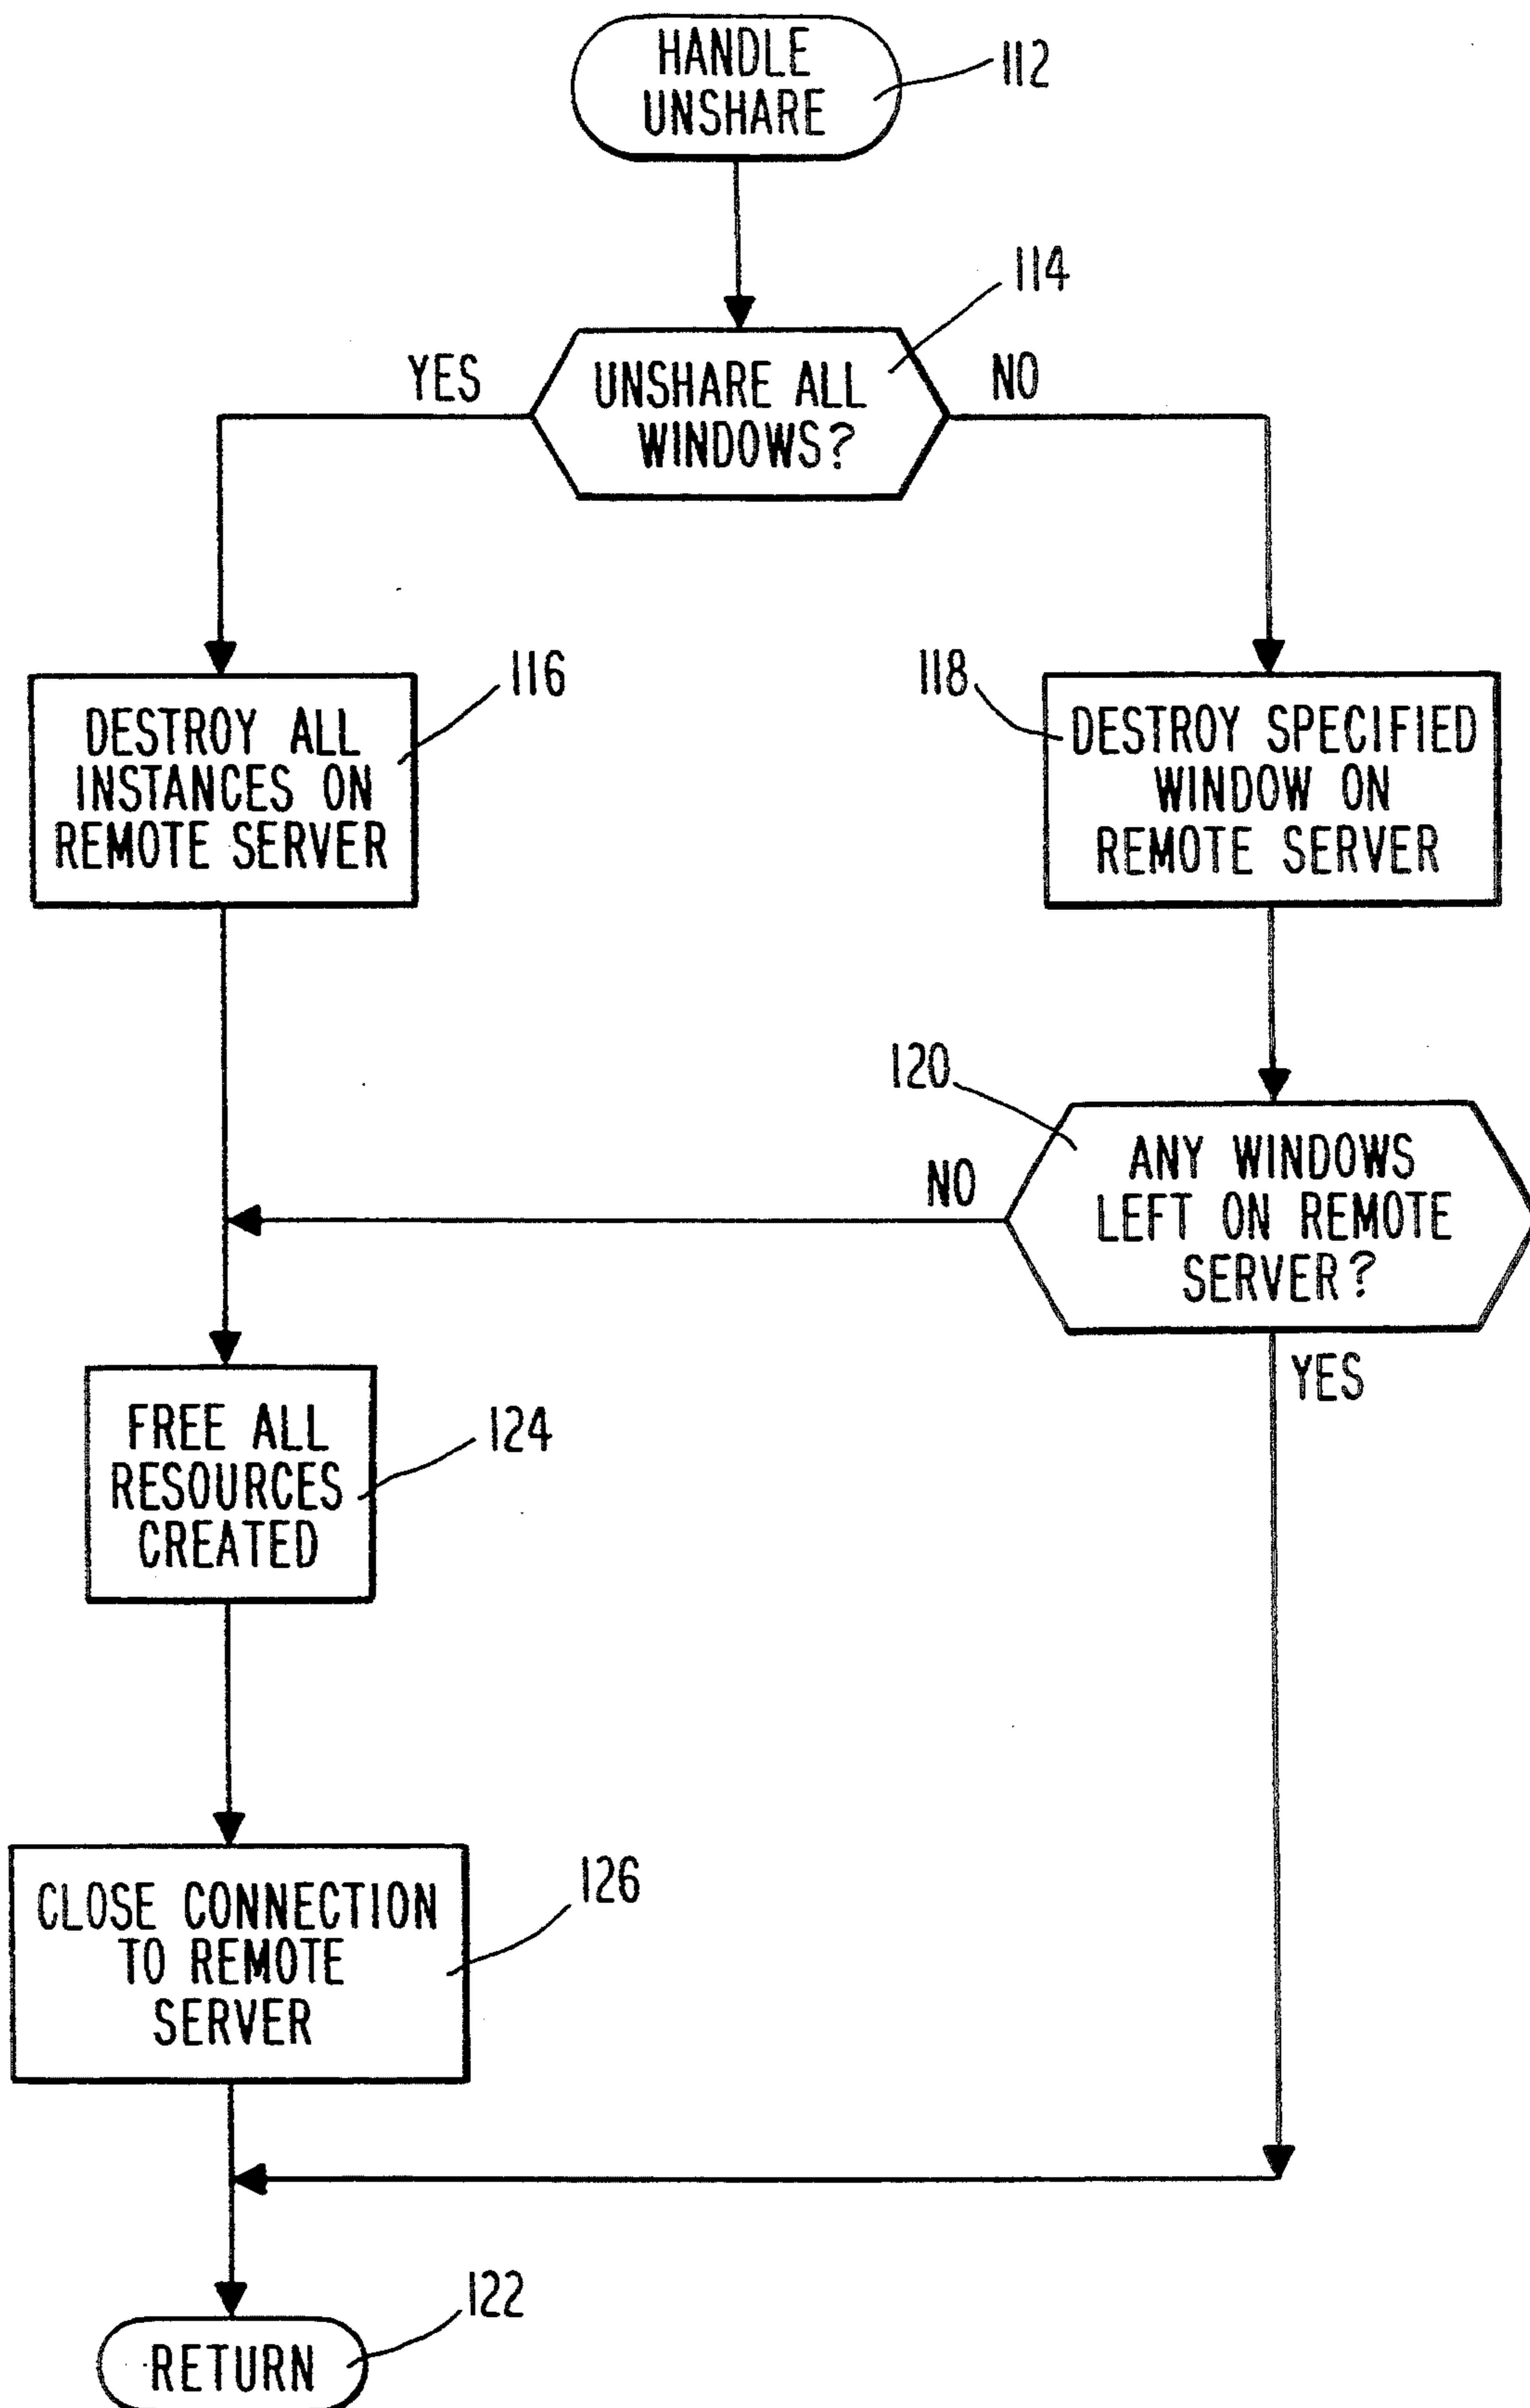 HANDLE
UNSHARE
112
114
YES
UNSHARE ALL
WINDOWS?
NO
116
118
DESTROY ALL
INSTANCES ON
REMOTE SERVER
DESTROY SPECIFIED
WINDOW ON
REMOTE SERVER
120
NO
ANY WINDOWS
LEFT ON REMOTE
SERVER?
YES
FREE ALL
RESOURCES
CREATED
124
CLOSE CONNECTION
TO REMOTE
SERVER
126
122
RETURN